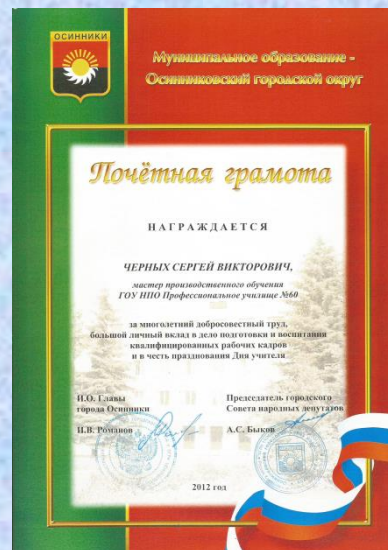 ОСИННИКИ
Муниципальное образование -
Осинниковский городской округ
Почётная грамота
НАГРАЖДАЕТСЯ
ЧЕРНЫХ СЕРГЕЙ ВИКТОРОВИЧ,
мастер производственного обучения
ГОУ НПО Профессиональное училище №60
за многолетний добросовестный труд,
большой личный вклад в дело подготовки и воспитания
квалифицированных рабочих кадров
и в честь празднования Дня учителя
И.О. Главы
города Осинники
И.В. Романов
Председатель городского
Совета народных депутатов
А.С. Быков
2012 год